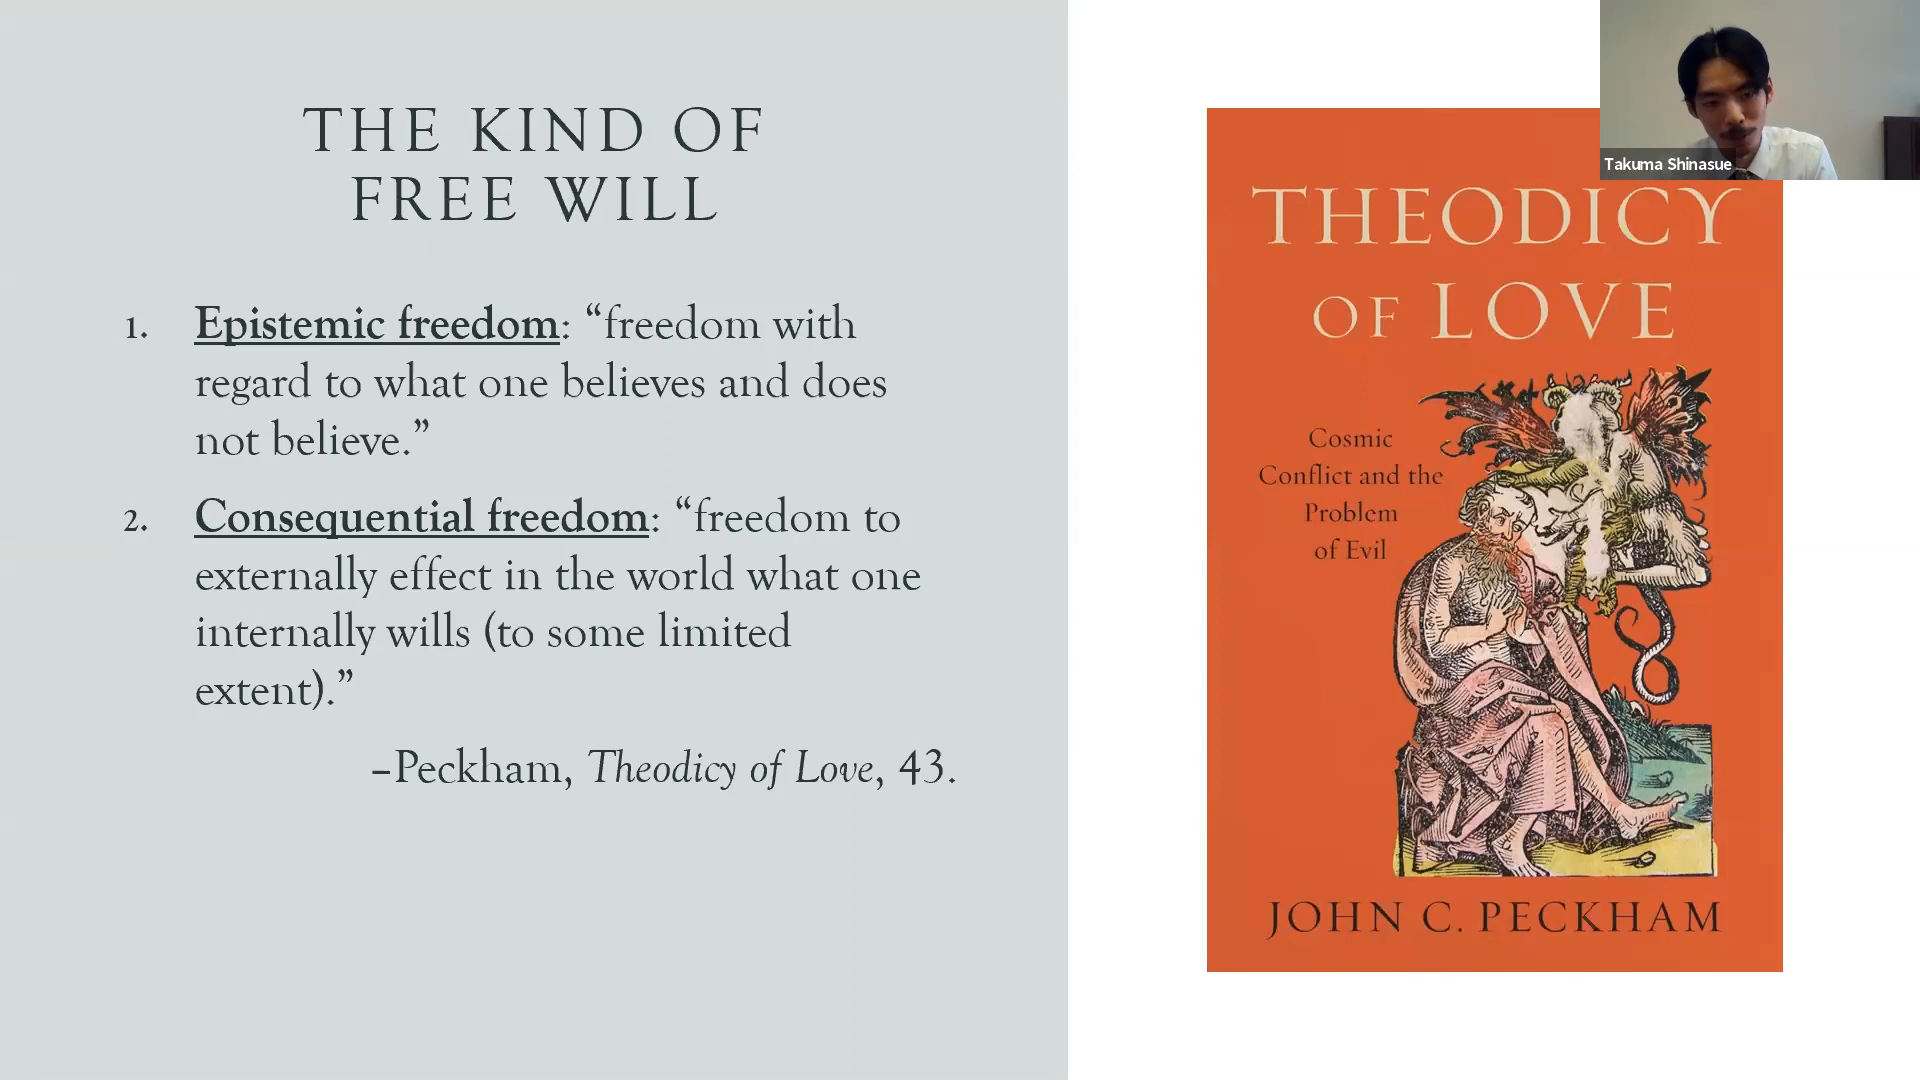 THE KIND OF
FREE WILL
1. Epistemic freedom: “freedom with
regard to what one believes and does
not believe.”
2. Consequential freedom: “freedom to
externally effect in the world what one
internally wills (to some limited
extent).”
–Peckham, Theodicy of Love, 43.
Takuma Shinasue
THEODICY
OF LOVE
Cosmic
Conflict and the
Problem
of Evil
JOHN C. PECKHAM